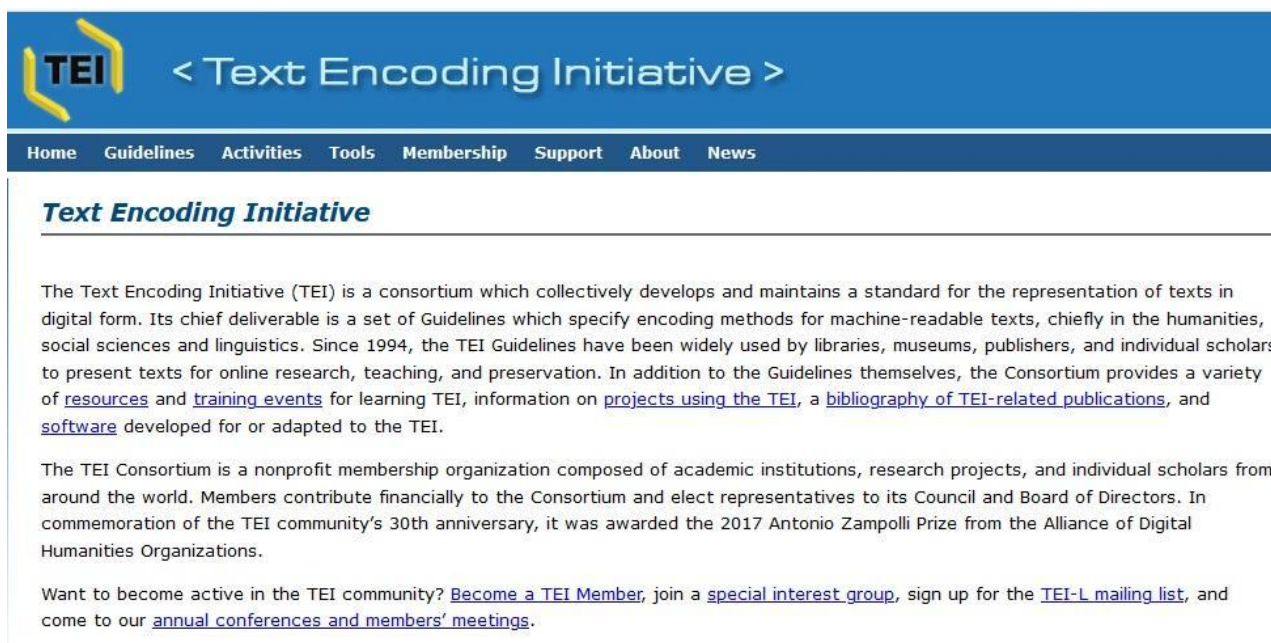 TEI
< Text Encoding Initiative >
Home Guidelines Activities Tools Membership Support About News
Text Encoding Initiative
The Text Encoding Initiative (TEI) is a consortium which collectively develops and maintains a standard for the representation of texts in
digital form. Its chief deliverable is a set of Guidelines which specify encoding methods for machine-readable texts, chiefly in the humanities,
social sciences and linguistics. Since 1994, the TEI Guidelines have been widely used by libraries, museums, publishers, and individual scholars
to present texts for online research, teaching, and preservation. In addition to the Guidelines themselves, the Consortium provides a variety
of resources and training events for learning TEI, information on projects using the TEI, a bibliography of TEI-related publications, and
software developed for or adapted to the TEI.
The TEI Consortium is a nonprofit membership organization composed of academic institutions, research projects, and individual scholars from
around the world. Members contribute financially to the Consortium and elect representatives to its Council and Board of Directors. In
commemoration of the TEI community’s 30th anniversary, it was awarded the 2017 Antonio Zampolli Prize from the Alliance of Digital
Humanities Organizations.
Want to become active in the TEI community? Become a TEI Member, join a special interest group, sign up for the TEI-L mailing list, and
come to our annual conferences and members’ meetings.